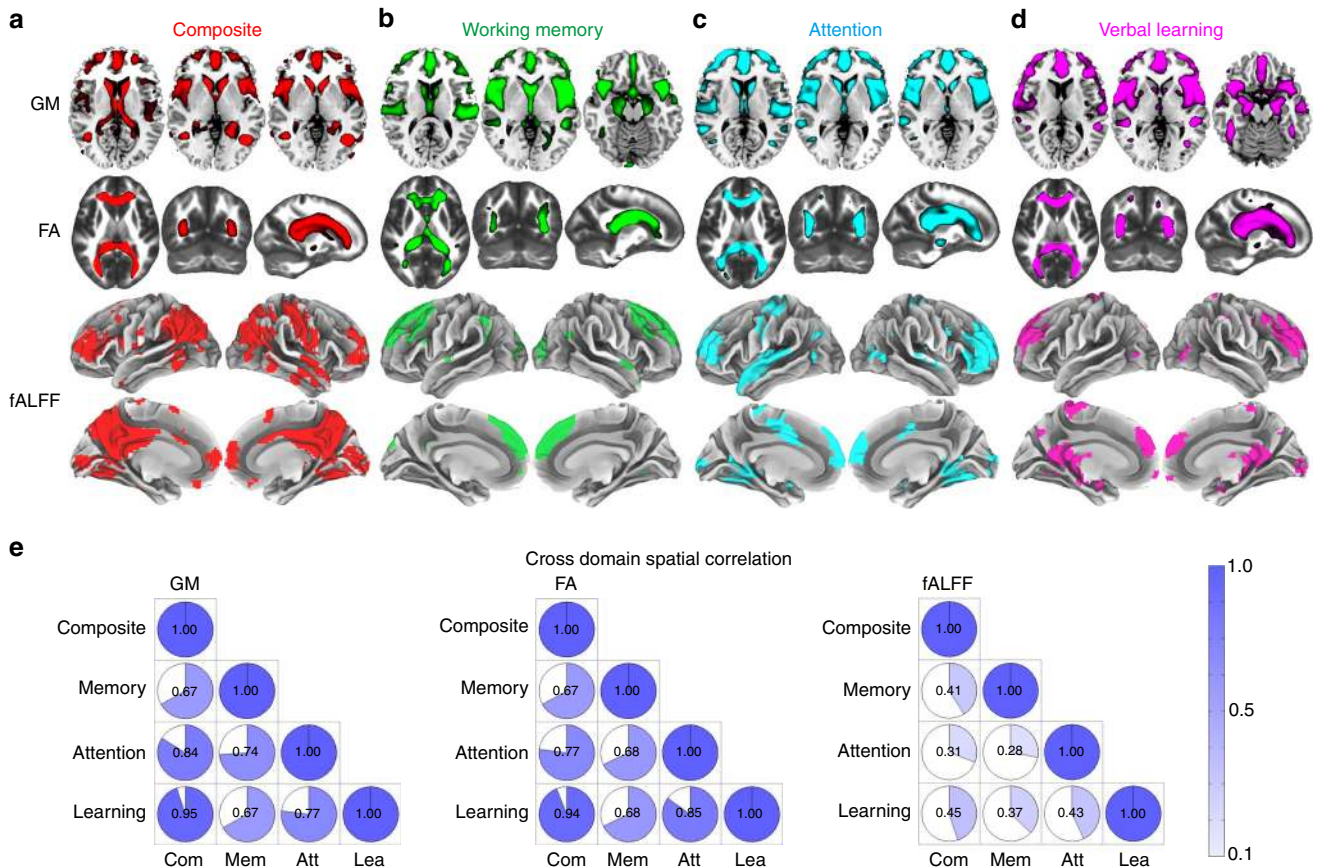 a
Composite
b
Working memory
c
Attention
d
Verbal learning
GM
FA
fALFF
e
Cross domain spatial correlation
GM
Composite
1.00
Memory
0.67 1.00
Attention
0.84 0.74 1.00
Learning
0.95 0.67 0.77 1.00
Com Mem Att Lea
FA
Composite
1.00
Memory
0.67 1.00
Attention
0.77 0.68 1.00
Learning
0.94 0.68 0.85 1.00
Com Mem Att Lea
fALFF
Composite
1.00
Memory
0.41 1.00
Attention
0.31 0.28 1.00
Learning
0.45 0.37 0.43 1.00
Com Mem Att Lea
1.0
0.5
0.1